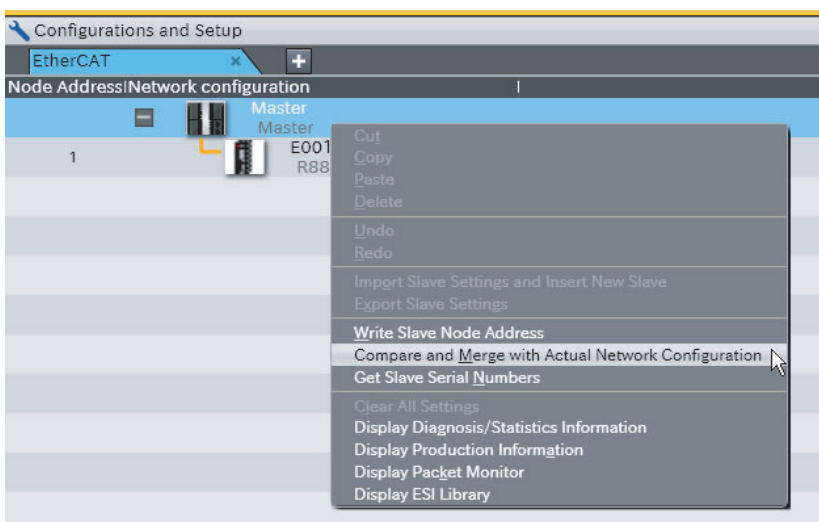 Configurations and Setup
EtherCAT × +
Node Address|Network configuration |
Master
Master
1 E001
R88
Cut
Copy
Paste
Delete
Undo
Redo
Import Slave Settings and Insert New Slave
Export Slave Settings
Write Slave Node Address
Compare and Merge with Actual Network Configuration
Get Slave Serial Numbers
Clear All Settings
Display Diagnosis/Statistics Information
Display Production Information
Display Packet Monitor
Display ESI Library